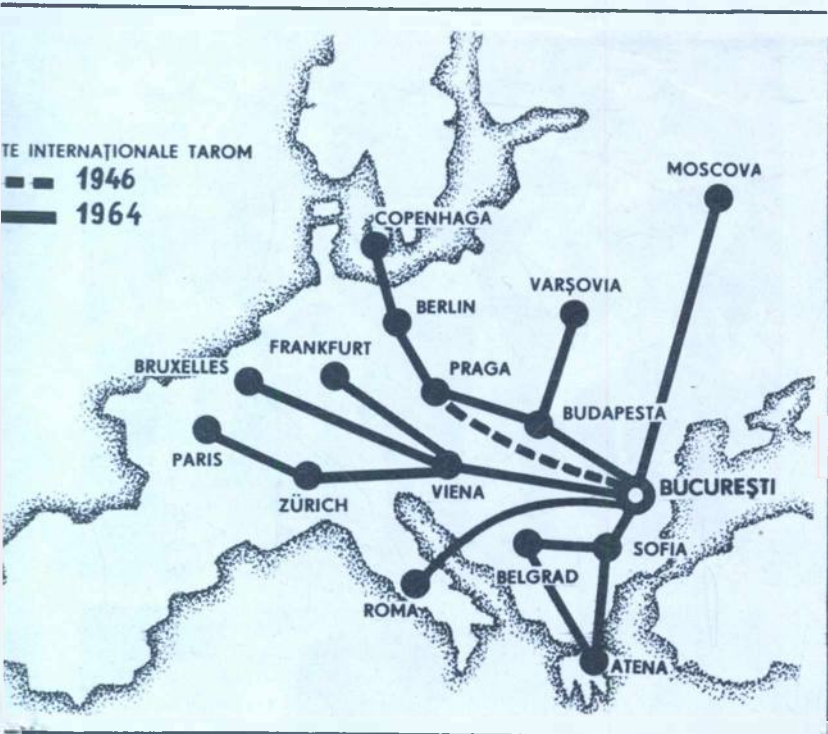 TE INTERNAȚIONALE TAROM
1946
1964
MOSCOVA
COPENHAGA
VARȘOVIA
BERLIN
FRANKFURT
BRUXELLES
PRAGA
BUDAPESTA
PARIS
VIENA
BUCUREȘTI
ZÜRICH
SOFIA
BELGRAD
ROMA
ATENA